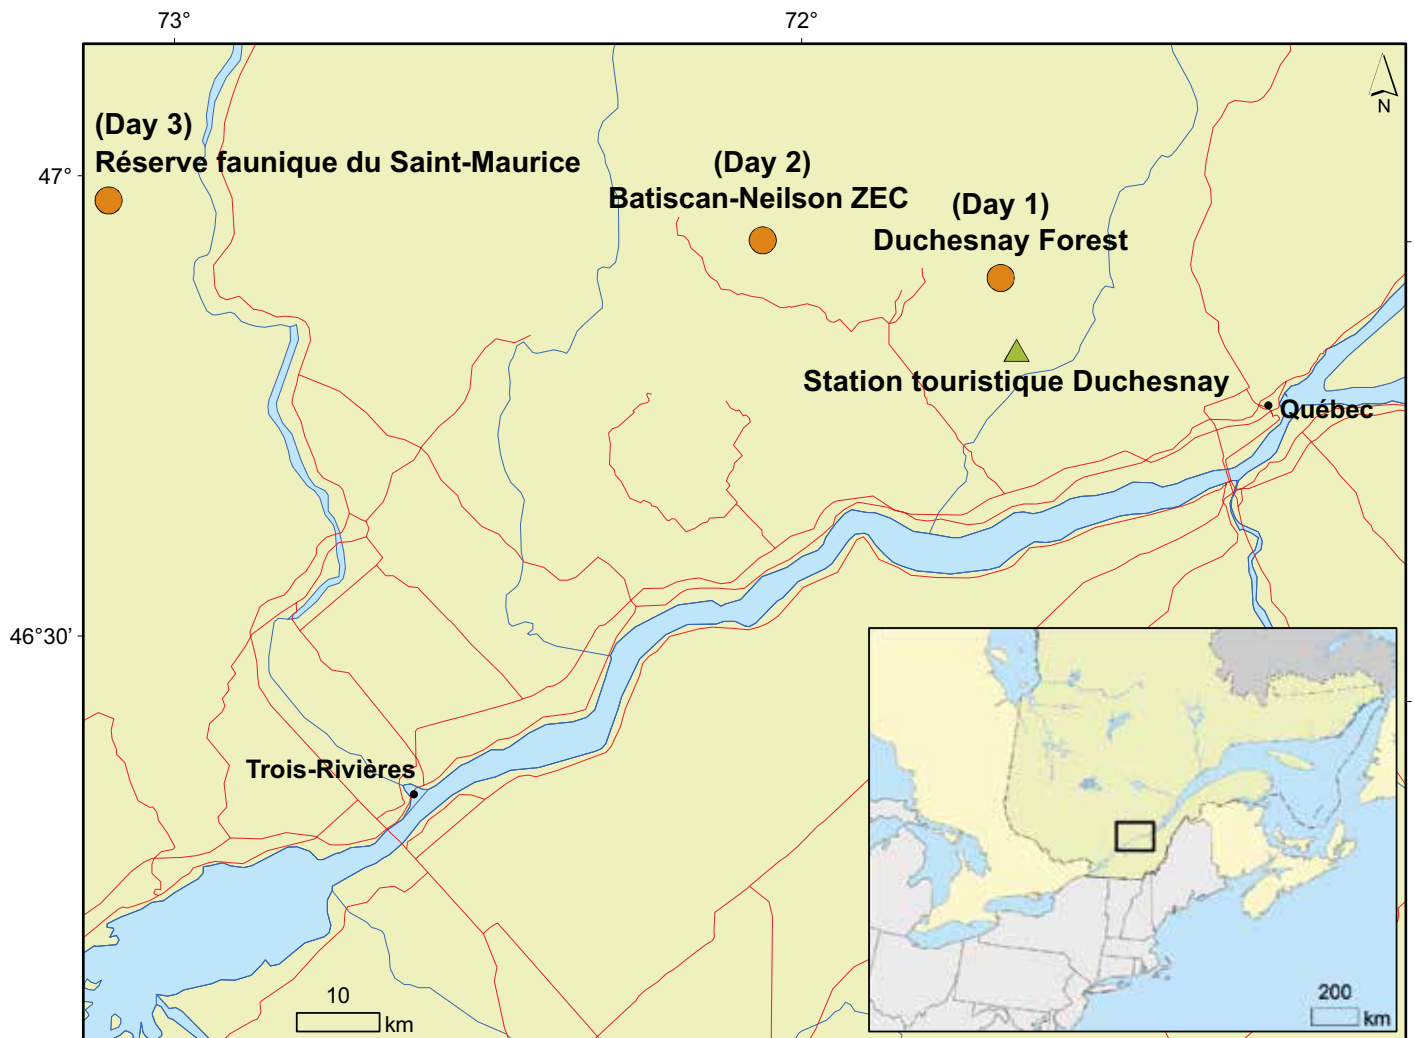 73°
72°
N
(Day 3)
Réserve faunique du Saint-Maurice
47°
(Day 2)
Batiscan-Neilson ZEC
(Day 1)
Duchesnay Forest
Station touristique Duchesnay
Québec
46°30’
Trois-Rivières
10
km
200
km